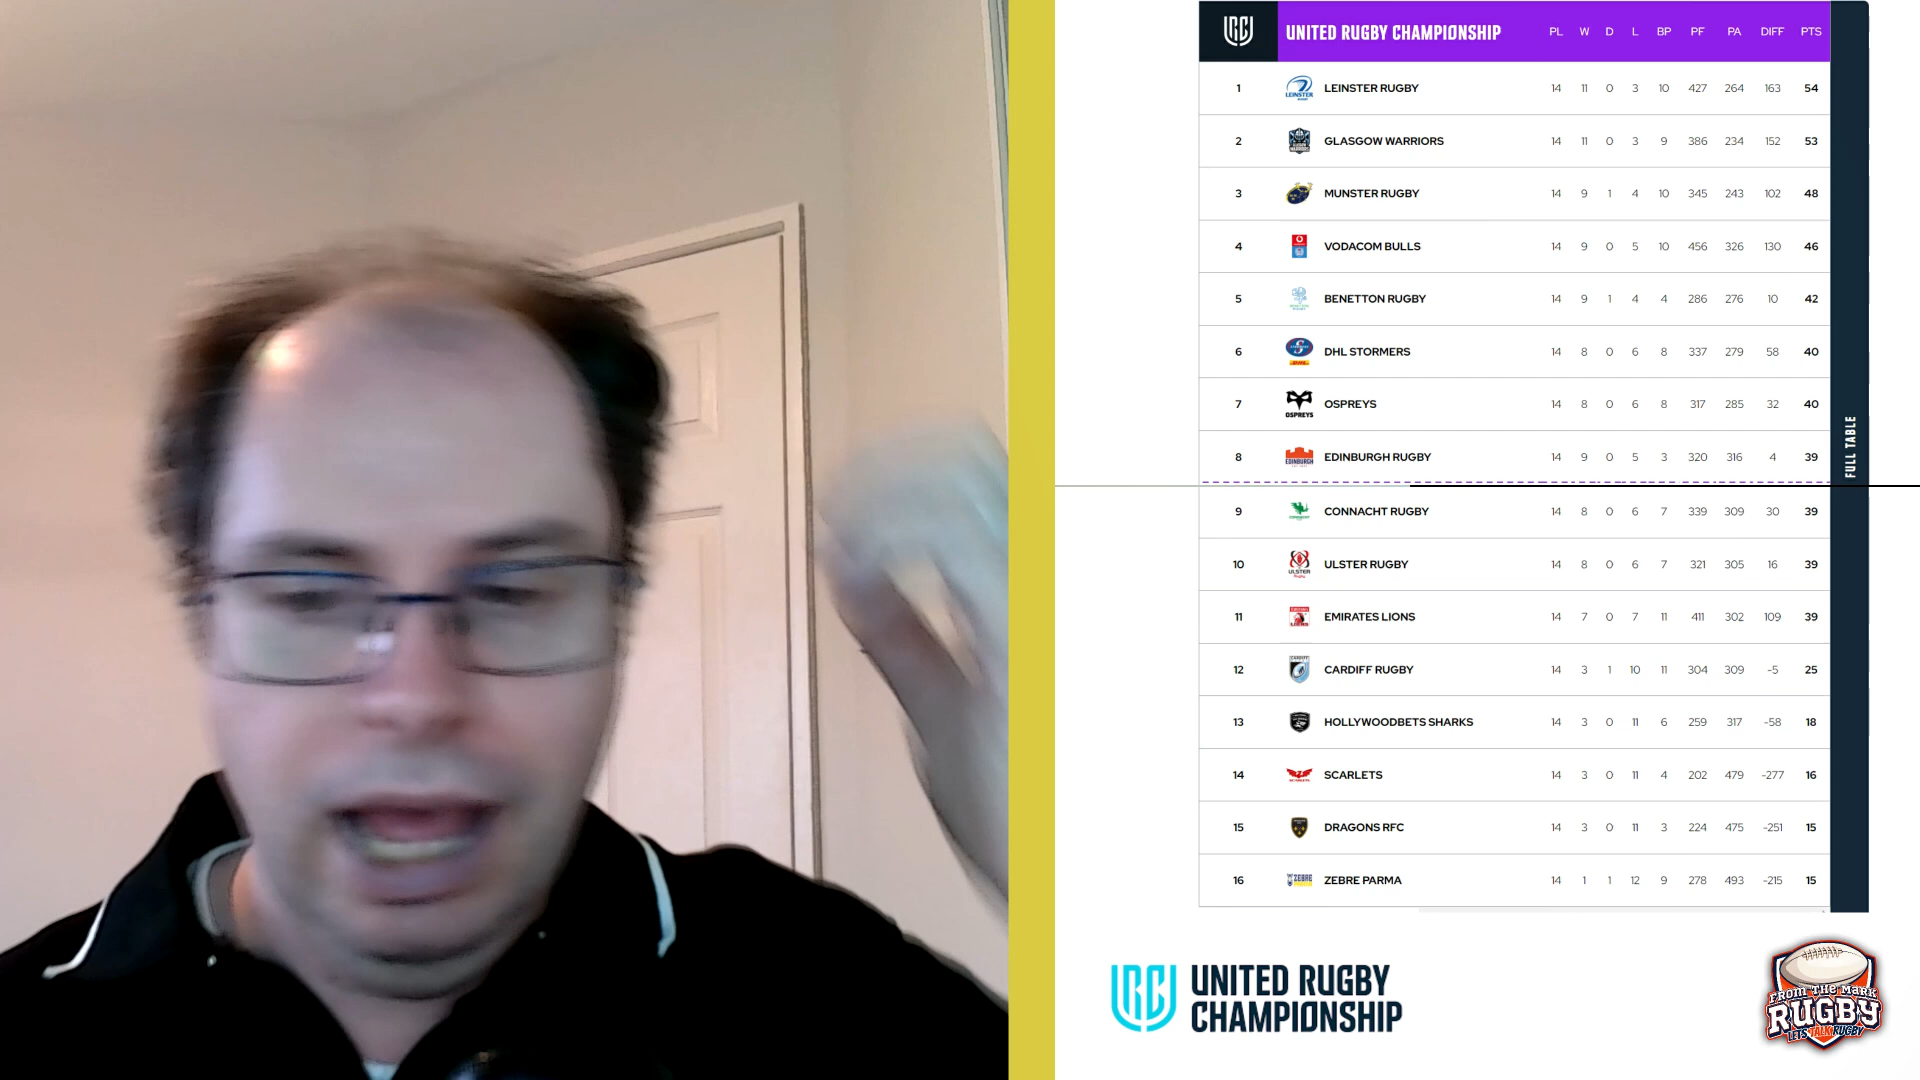 UNITED RUGBY CHAMPIONSHIP PL W D L BP PF PA DIFF PTS
1 LEINSTER RUGBY 14 11 0 3 10 427 264 163 54
2 GLASGOW WARRIORS 14 11 0 3 9 386 234 152 53
3 MUNSTER RUGBY 14 9 1 4 10 345 243 102 48
4 VODACOM BULLS 14 9 0 5 10 456 326 130 46
5 BENETTON RUGBY 14 9 1 4 4 286 276 10 42
6 DHL STORMERS 14 8 0 6 8 337 279 58 40
7 OSPREYS OSPREYS 14 8 0 6 8 317 285 32 40
8 EDINBURGH EDINBURGH RUGBY 14 9 0 5 3 320 316 4 39
9 CONNACHT RUGBY 14 8 0 6 7 339 309 30 39
10 ULSTER ULSTER RUGBY 14 8 0 6 7 321 305 16 39
11 EMIRATES LIONS 14 7 0 7 11 411 302 109 39
12 CARDIFF RUGBY 14 3 1 10 11 304 309 -5 25
13 HOLLYWOODBETS SHARKS 14 3 0 11 6 259 317 -58 18
14 SCARLETS 14 3 0 11 4 202 479 -277 16
15 DRAGONS RFC 14 3 0 11 3 224 475 -251 15
16 ZEBRE ZEBRE PARMA 14 1 1 12 9 278 493 -215 15
FULL TABLE
UNITED RUGBY
CHAMPIONSHIP
FROM THE MARK
RUGBY
LETS TALK RUGBY